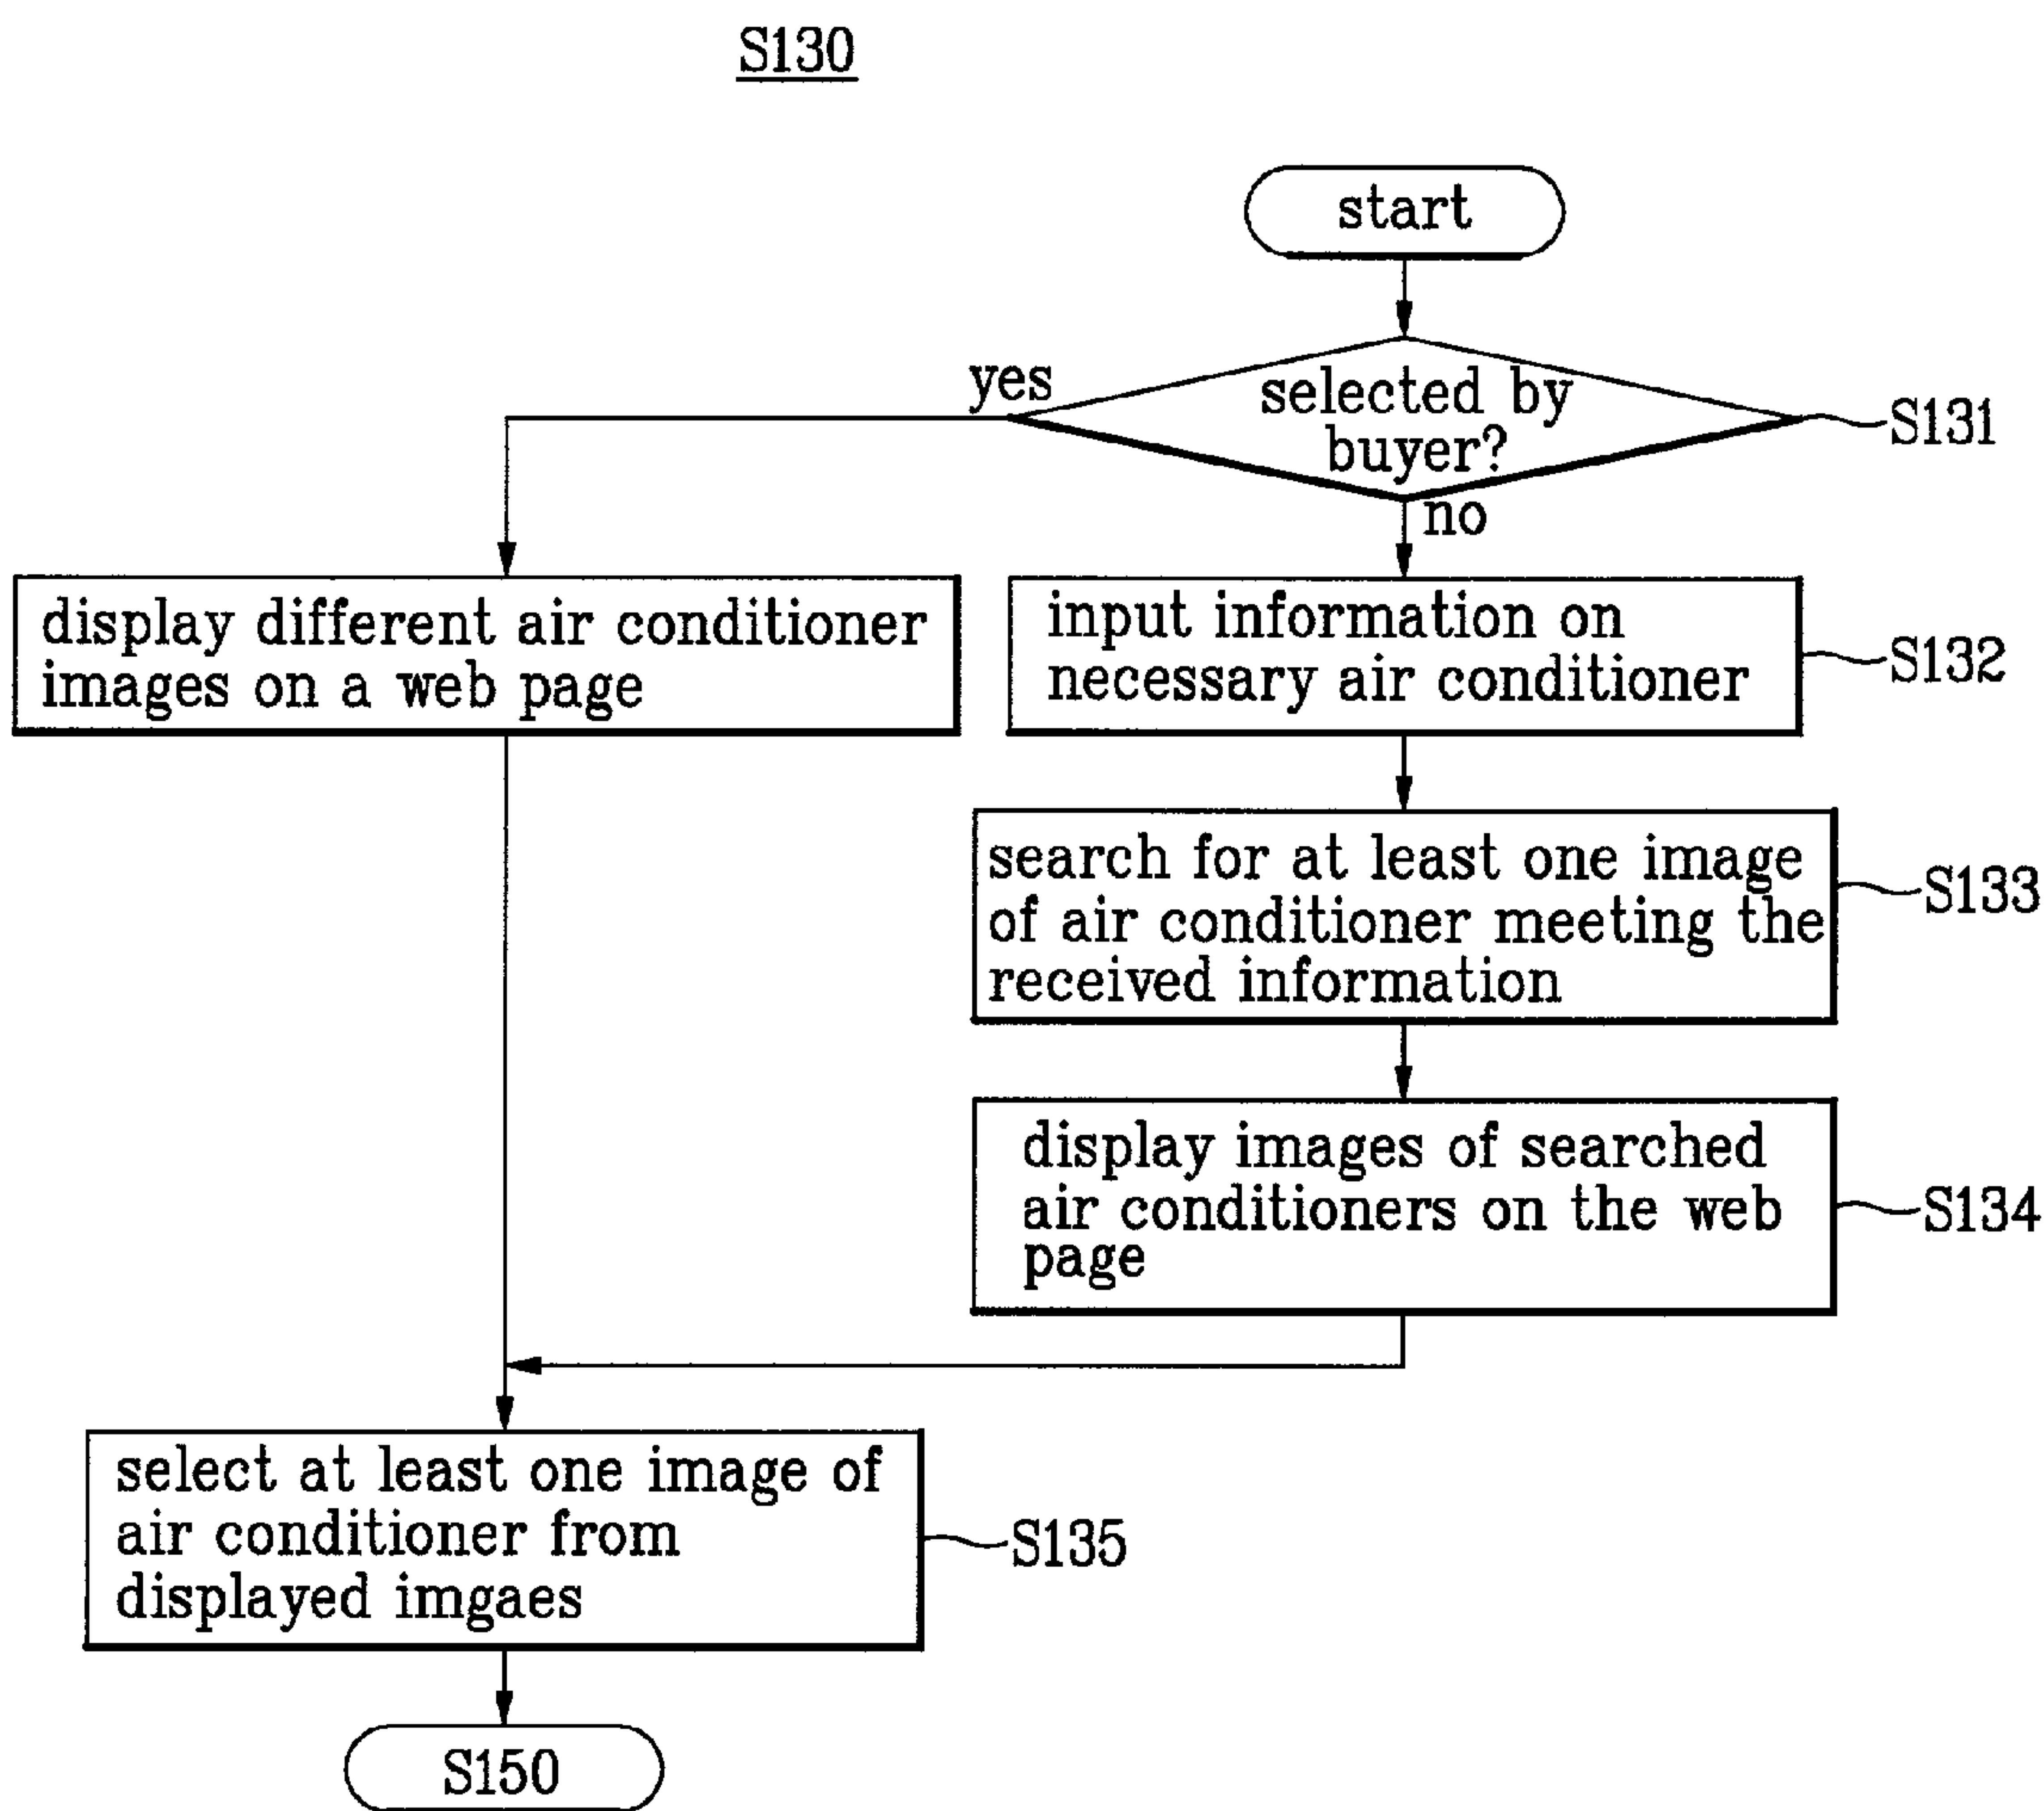 S130
start
yes
selected by
buyer?
S131
no
display different air conditioner
images on a web page
input information on
necessary air conditioner
S132
search for at least one image
of air conditioner meeting the
received information
S133
display images of searched
air conditioners on the web
page
S134
select at least one image of
air conditioner from
displayed imgaes
S135
S150